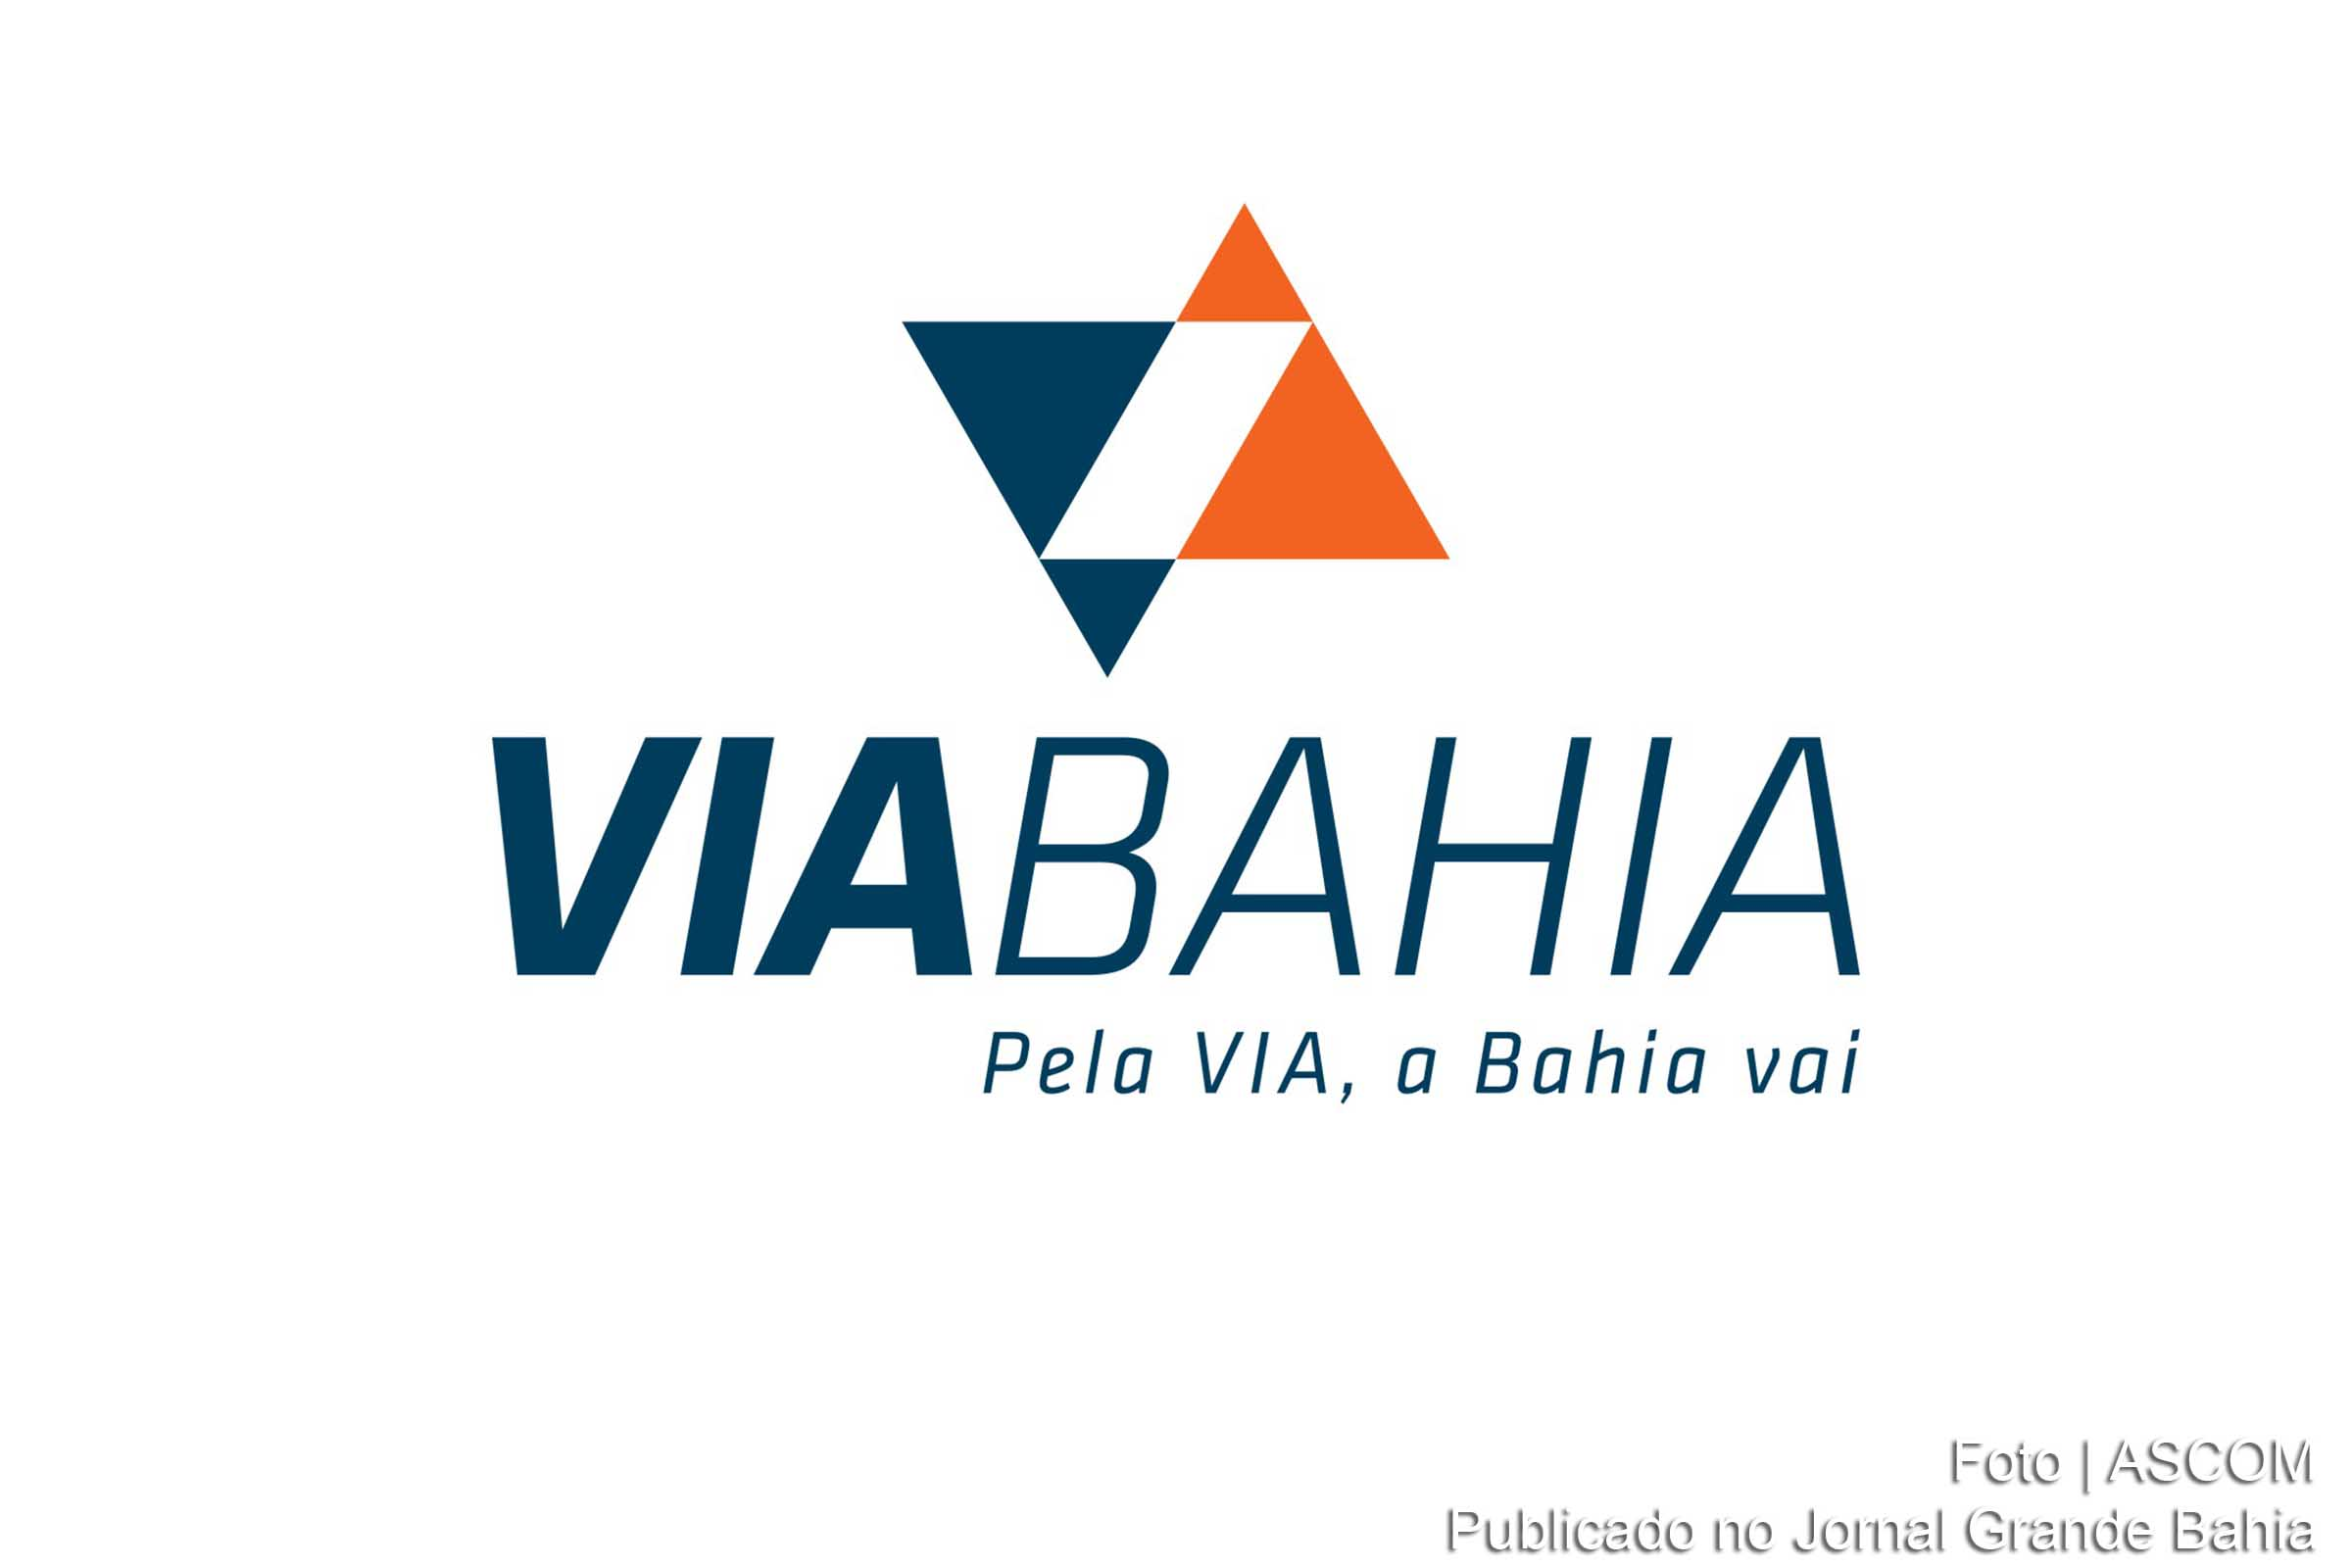 VIABAHIA
Pela VIA, a Bahia vai
Foto | ASCOM
Publicado no Jornal Grande Bahia